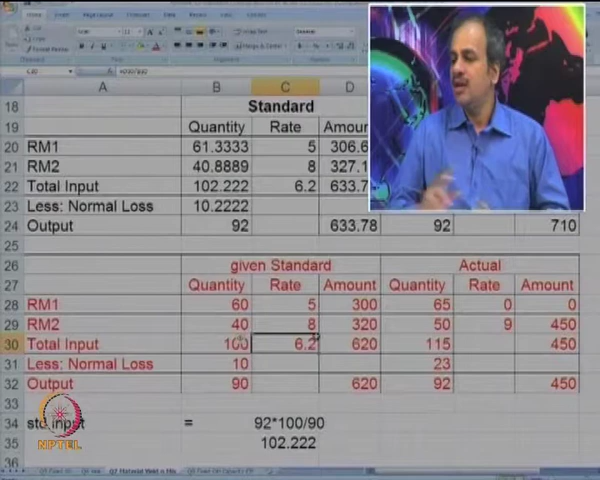 C30
A B C D
18 Standard
19 Quantity Rate Amou
20 RM1 61.3333 5 306.6
21 RM2 40.8889 8 327.1
22 Total Input 102.222 6.2 633.7
23 Less: Normal Loss 10.2222
24 Output 92 633.78 92 710
25
26 given Standard Actual
27 Quantity Rate Amount Quantity Rate Amount
28 RM1 60 5 300 65 0 0
29 RM2 40 8 320 50 9 450
30 Total Input 100 6.2 620 115 450
31 Less: Normal Loss 10 23
32 Output 90 620 92 450
33
34 std input = 92*100/90
35 102.222
36
NPTEL